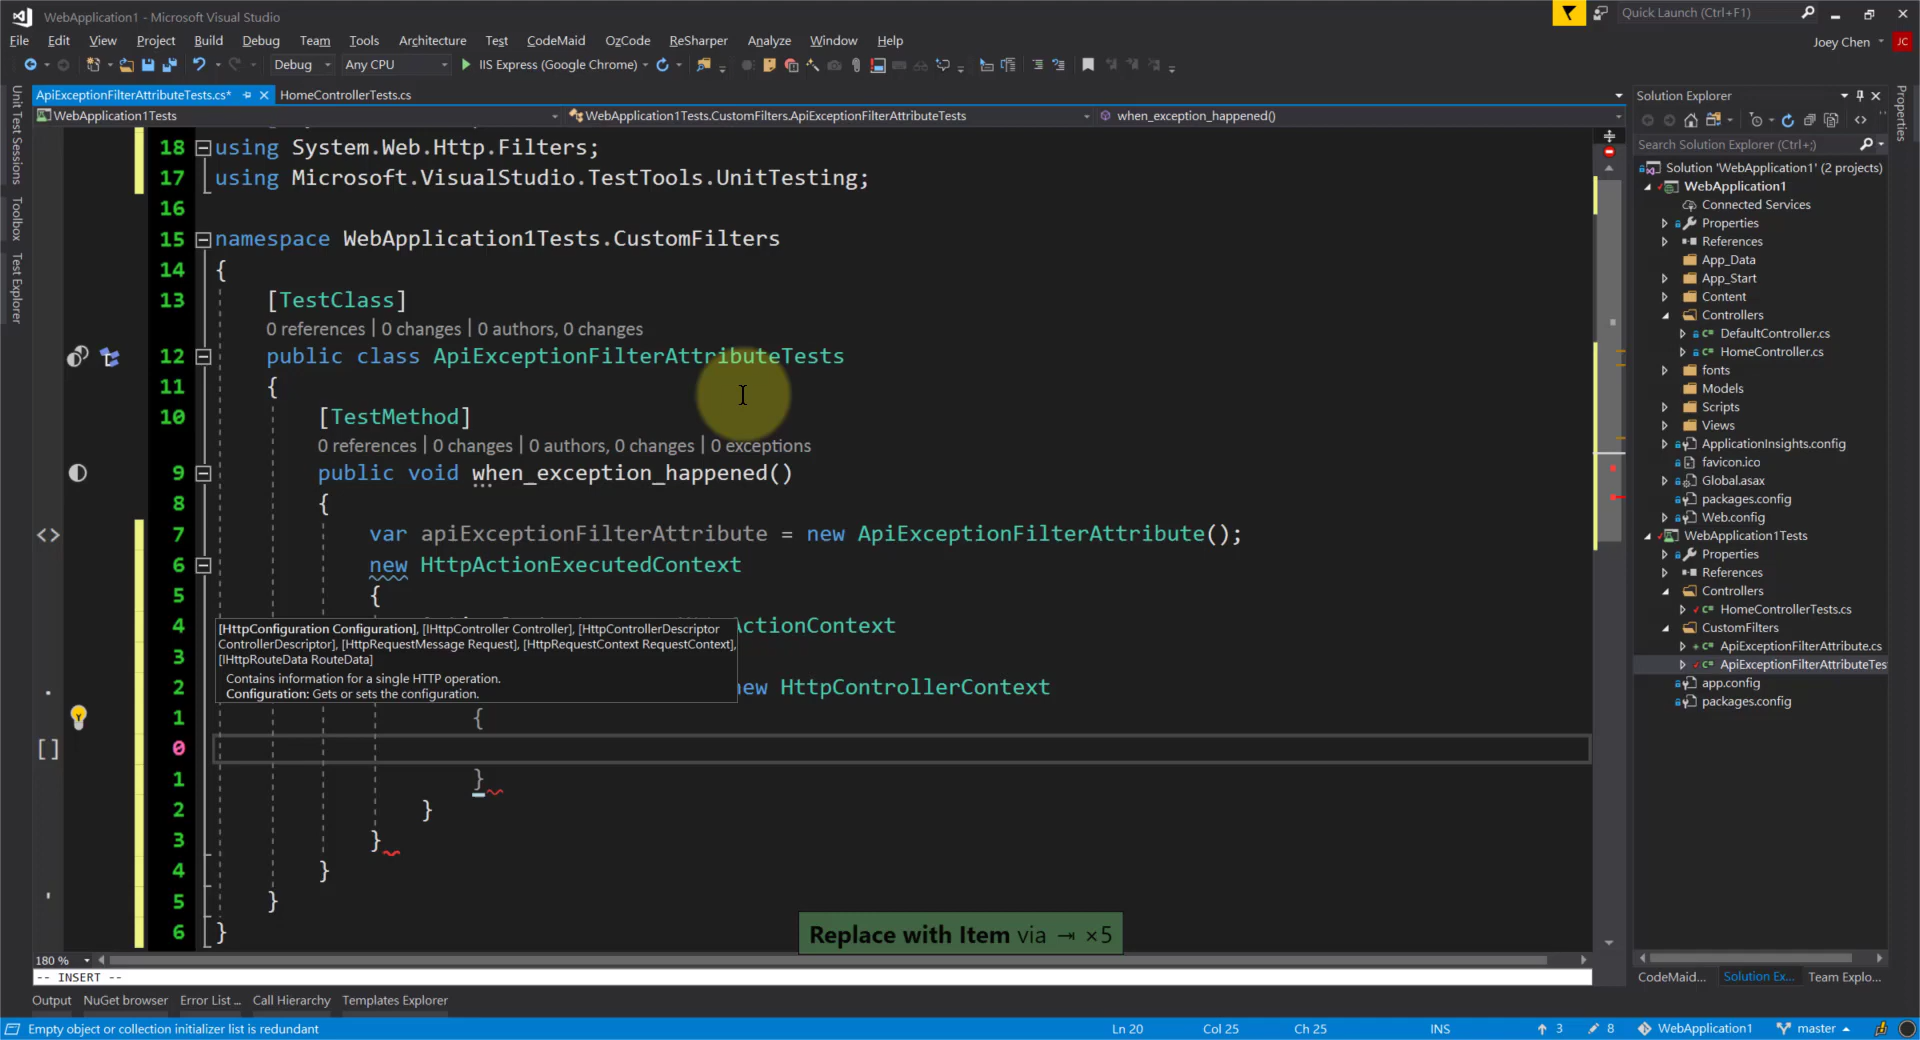 WebApplication1 - Microsoft Visual Studio
Quick Launch (Ctrl+F1)
File Edit View Project Build Debug Team Tools Architecture Test CodeMaid OzCode ReSharper Analyze Window Help
Joey Chen JC
Debug Any CPU IIS Express (Google Chrome)
ApiExceptionFilterAttributeTests.cs* HomeControllerTests.cs
WebApplication1Tests WebApplication1Tests.CustomFilters.ApiExceptionFilterAttributeTests when_exception_happened()
Unit Test Sessions
Toolbox
Test Explorer
18 using System.Web.Http.Filters;
17 using Microsoft.VisualStudio.TestTools.UnitTesting;
16
15 namespace WebApplication1Tests.CustomFilters
14 {
13 [TestClass]
0 references | 0 changes | 0 authors, 0 changes
12 public class ApiExceptionFilterAttributeTests
11 {
10 [TestMethod]
0 references | 0 changes | 0 authors, 0 changes | 0 exceptions
9 public void when_exception_happened()
8 {
7 var apiExceptionFilterAttribute = new ApiExceptionFilterAttribute();
6 new HttpActionExecutedContext
5 {
4 ActionContext
3
2 new HttpControllerContext
[HttpConfiguration Configuration], [IHttpController Controller], [HttpControllerDescriptor
ControllerDescriptor], [HttpRequestMessage Request], [HttpRequestContext RequestContext],
[IHttpRouteData RouteData]
Contains information for a single HTTP operation.
Configuration: Gets or sets the configuration.
1 {
0
1 }
2 }
3 }
4 }
5 }
6 }
Replace with Item via ⇥ ×5
180 %
-- INSERT --
Output NuGet browser Error List ... Call Hierarchy Templates Explorer
Empty object or collection initializer list is redundant
Ln 20 Col 25 Ch 25 INS 3 8 WebApplication1 master
Solution Explorer
Search Solution Explorer (Ctrl+;)
Solution 'WebApplication1' (2 projects)
WebApplication1
Connected Services
Properties
References
App_Data
App_Start
Content
Controllers
DefaultController.cs
HomeController.cs
fonts
Models
Scripts
Views
ApplicationInsights.config
favicon.ico
Global.asax
packages.config
Web.config
WebApplication1Tests
Properties
References
Controllers
HomeControllerTests.cs
CustomFilters
ApiExceptionFilterAttribute.cs
ApiExceptionFilterAttributeTes
app.config
packages.config
CodeMaid... Solution Ex... Team Explo...
Properties